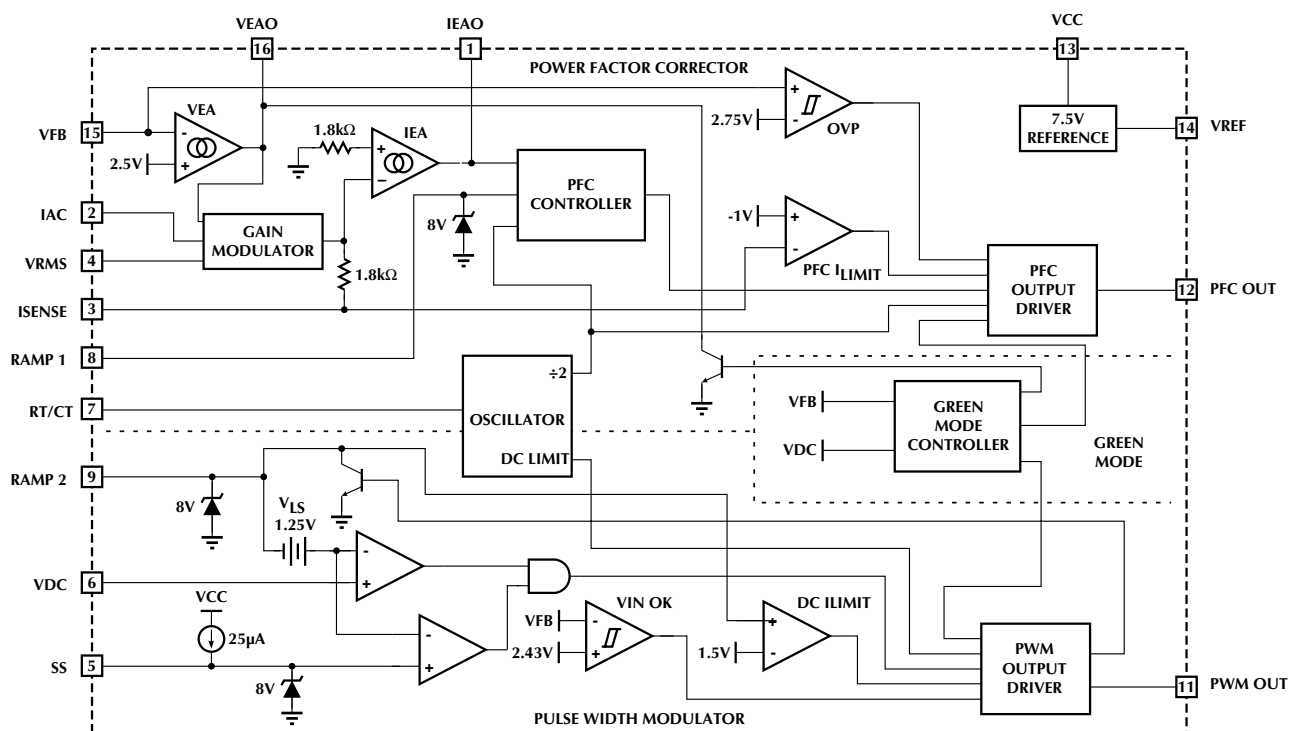 VEAO
IEAO
VCC
16
1
13
POWER FACTOR CORRECTOR
VEA
VFB
15
-
+
2.5V
1.8kΩ
IEA
+
–
2.75V
+
-
OVP
7.5V
REFERENCE
14
VREF
IAC
2
GAIN
MODULATOR
VRMS
4
1.8kΩ
ISENSE
3
8V
PFC
CONTROLLER
-1V
+
-
PFC ILIMIT
PFC
OUTPUT
DRIVER
12
PFC OUT
RAMP 1
8
RT/CT
7
÷2
OSCILLATOR
DC LIMIT
VFB
VDC
GREEN
MODE
CONTROLLER
GREEN
MODE
RAMP 2
9
8V
VLS
1.25V
-
+
VDC
6
VCC
25µA
SS
5
8V
-
+
VFB
2.43V
VIN OK
-
+
DC ILIMIT
1.5V
+
-
PWM
OUTPUT
DRIVER
11
PWM OUT
PULSE WIDTH MODULATOR